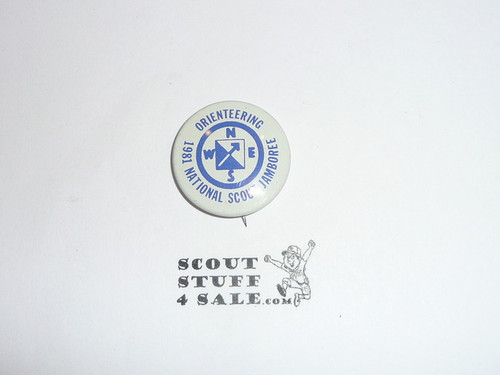 ORIENTEERING
N
W E
S
1981 NATIONAL SCOUT JAMBOREE
SCOUT
STUFF
4 SALE.COM